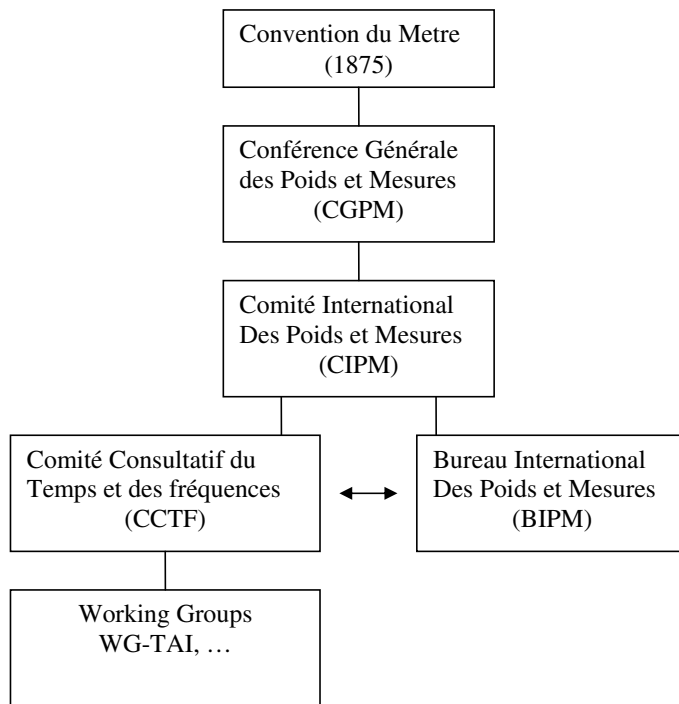 Convention du Metre
(1875)
Conférence Générale
des Poids et Mesures
(CGPM)
Comité International
Des Poids et Mesures
(CIPM)
Comité Consultatif du
Temps et des fréquences
(CCTF)
Bureau International
Des Poids et Mesures
(BIPM)
Working Groups
WG-TAI, …